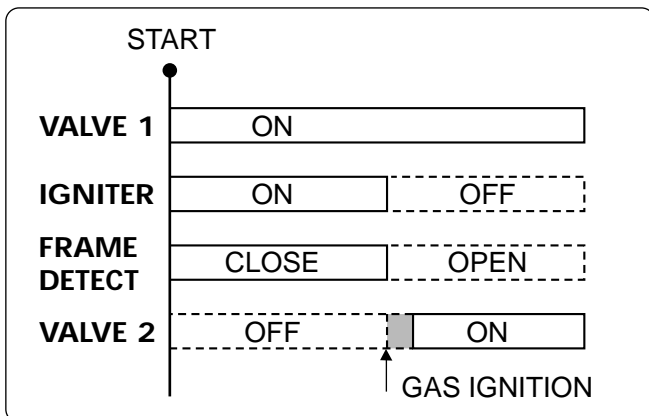 START
VALVE 1 ON
IGNITER ON OFF
FRAME DETECT CLOSE OPEN
VALVE 2 OFF ON
GAS IGNITION